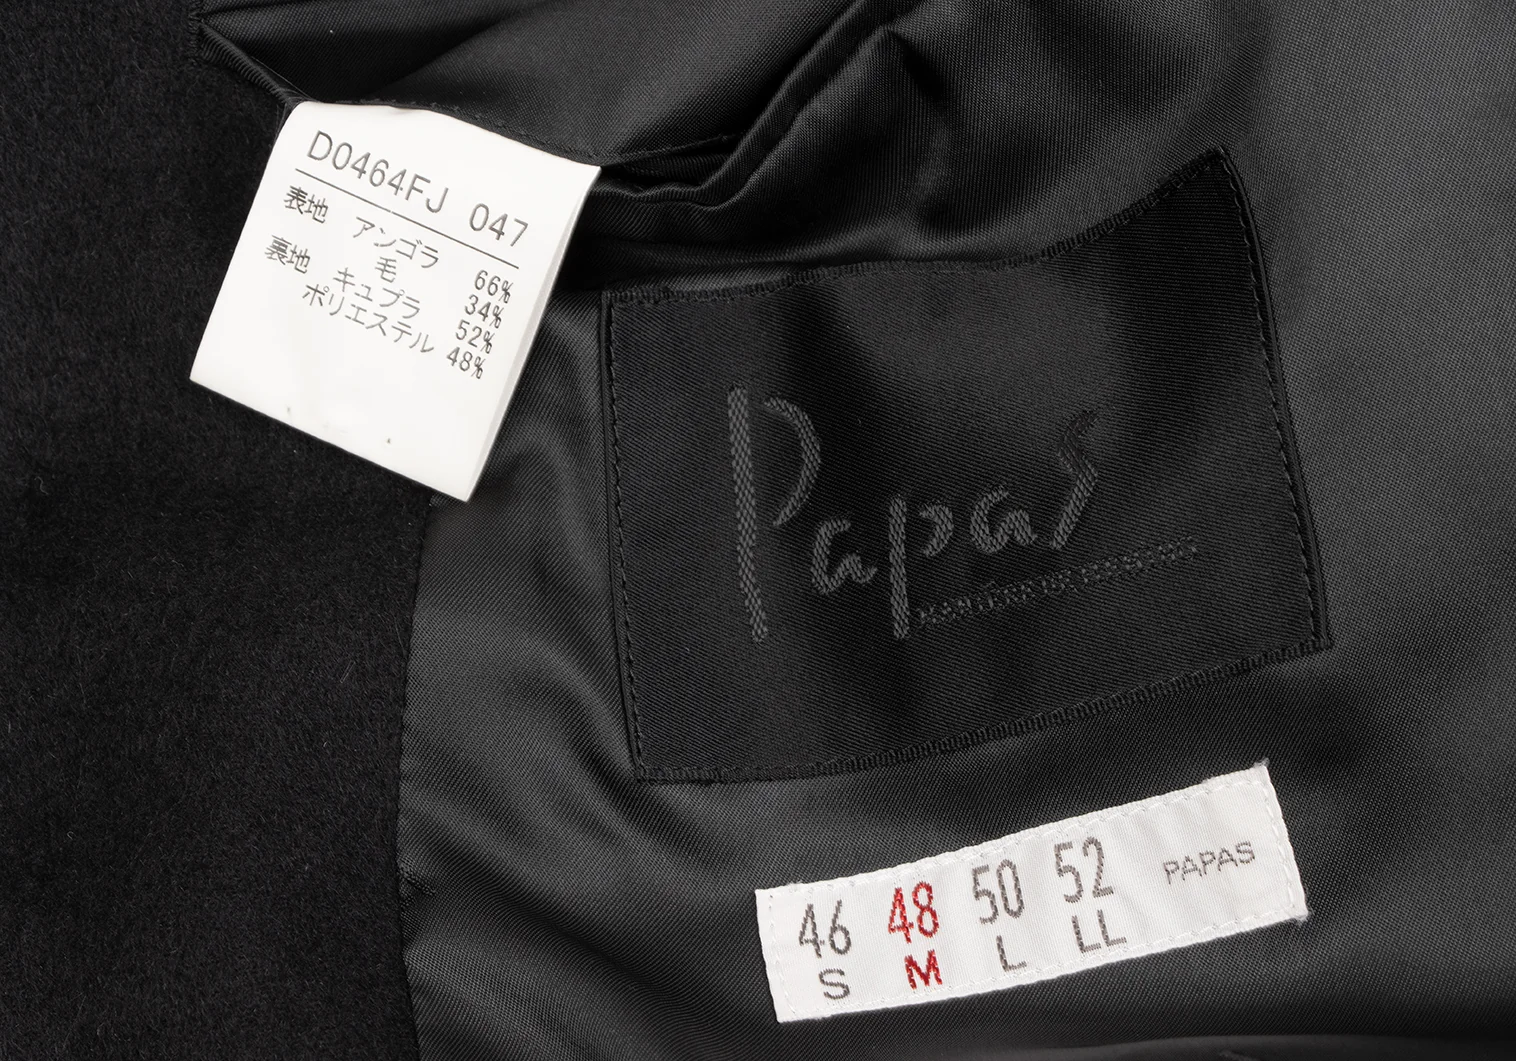 D0464FJ 047
表地 アンゴラ 66%
毛 34%
裏地 キュプラ 52%
ポリエステル 48%
Papas
46 48 50 52 PAPAS
S M L LL